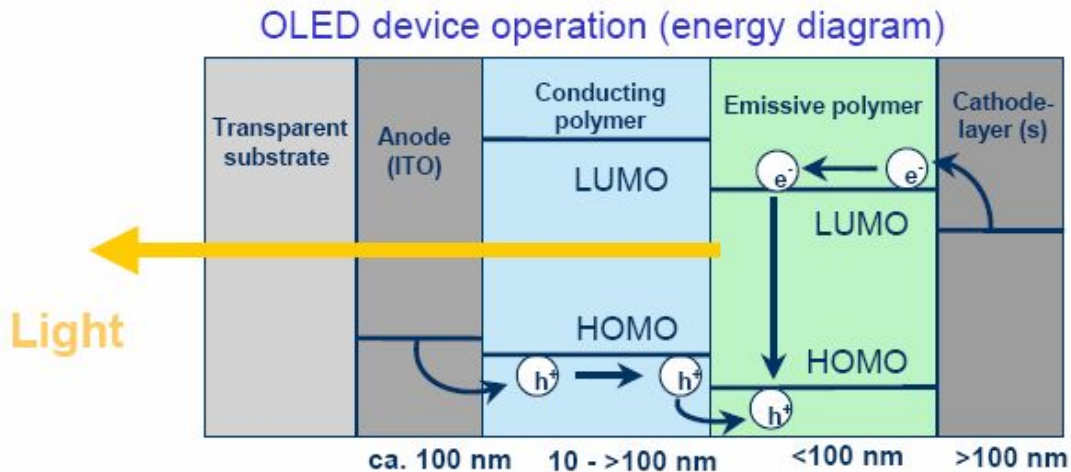 OLED device operation (energy diagram)
Transparent
substrate
Anode
(ITO)
Conducting
polymer
Emissive polymer
Cathode-
layer (s)
LUMO
e-
e-
LUMO
Light
HOMO
HOMO
h+
h+
h+
ca. 100 nm
10 - >100 nm
<100 nm
>100 nm